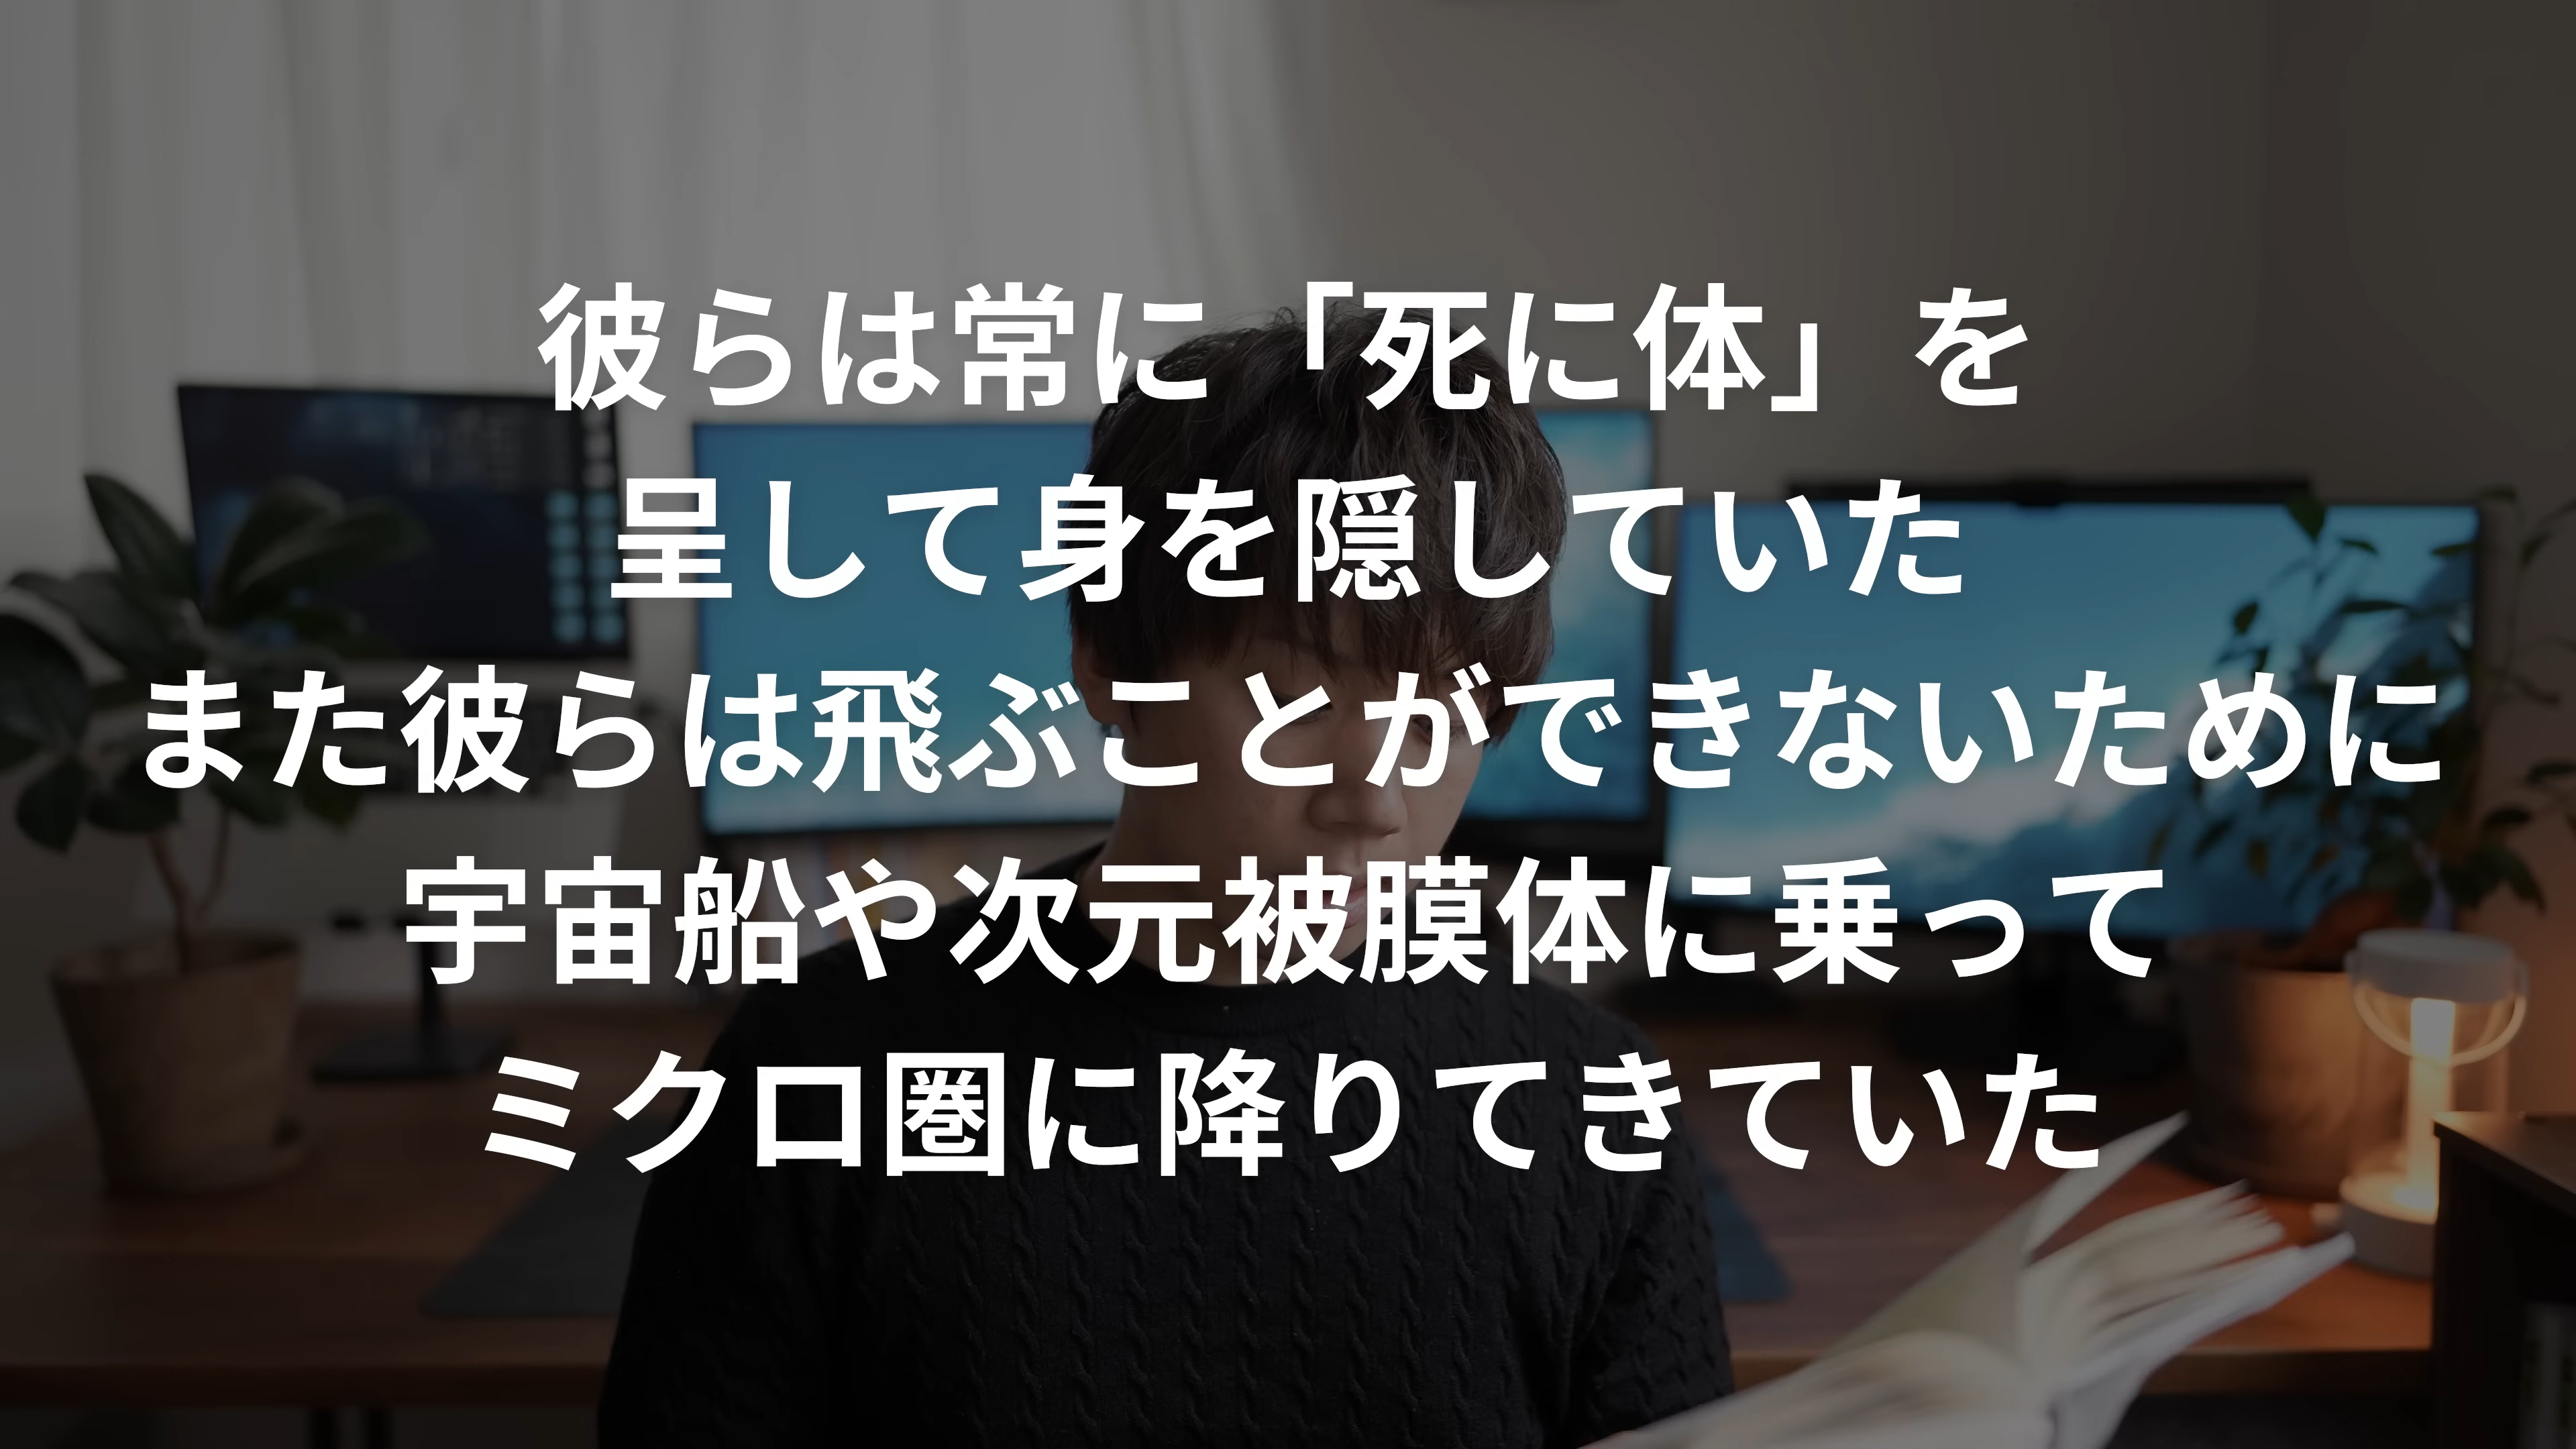 彼らは常に「死に体」を
呈して身を隠していた
また彼らは飛ぶことができないために
宇宙船や次元被膜体に乗って
ミクロ圏に降りてきていた